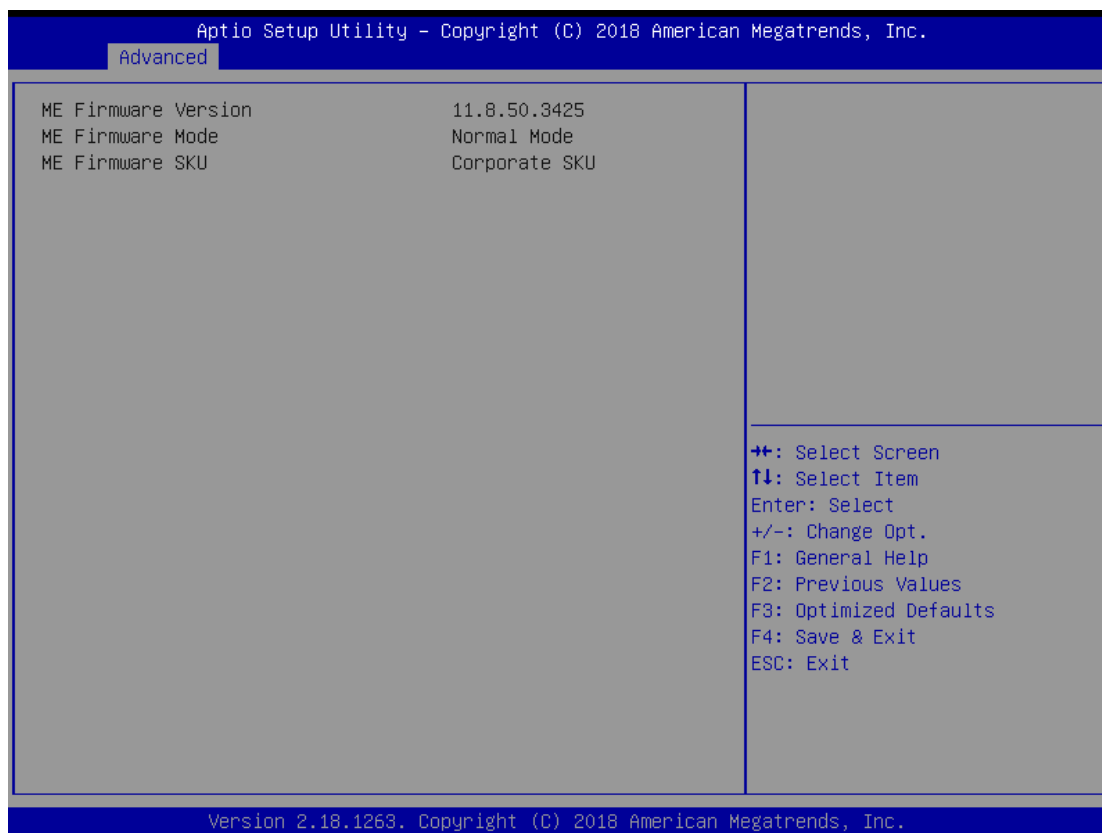 Aptio Setup Utility – Copyright (C) 2018 American Megatrends, Inc.
Advanced
ME Firmware Version 11.8.50.3425
ME Firmware Mode Normal Mode
ME Firmware SKU Corporate SKU
→←: Select Screen
↑↓: Select Item
Enter: Select
+/-: Change Opt.
F1: General Help
F2: Previous Values
F3: Optimized Defaults
F4: Save & Exit
ESC: Exit
Version 2.18.1263. Copyright (C) 2018 American Megatrends, Inc.